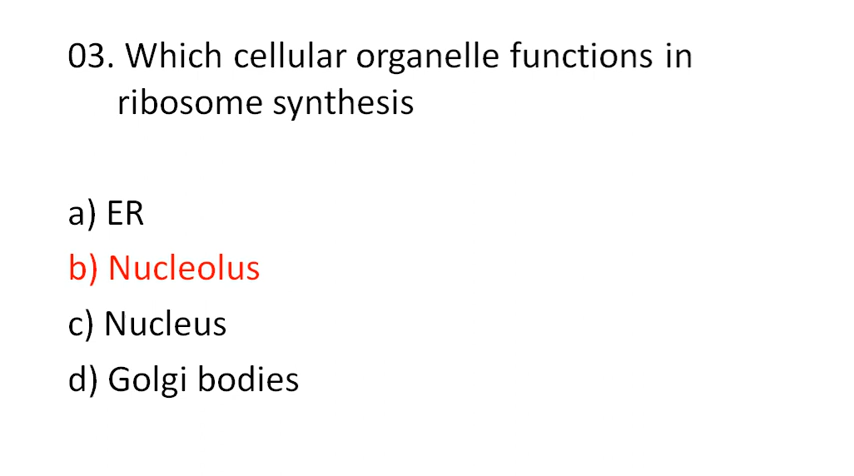 03. Which cellular organelle functions in
ribosome synthesis
a) ER
b) Nucleolus
c) Nucleus
d) Golgi bodies